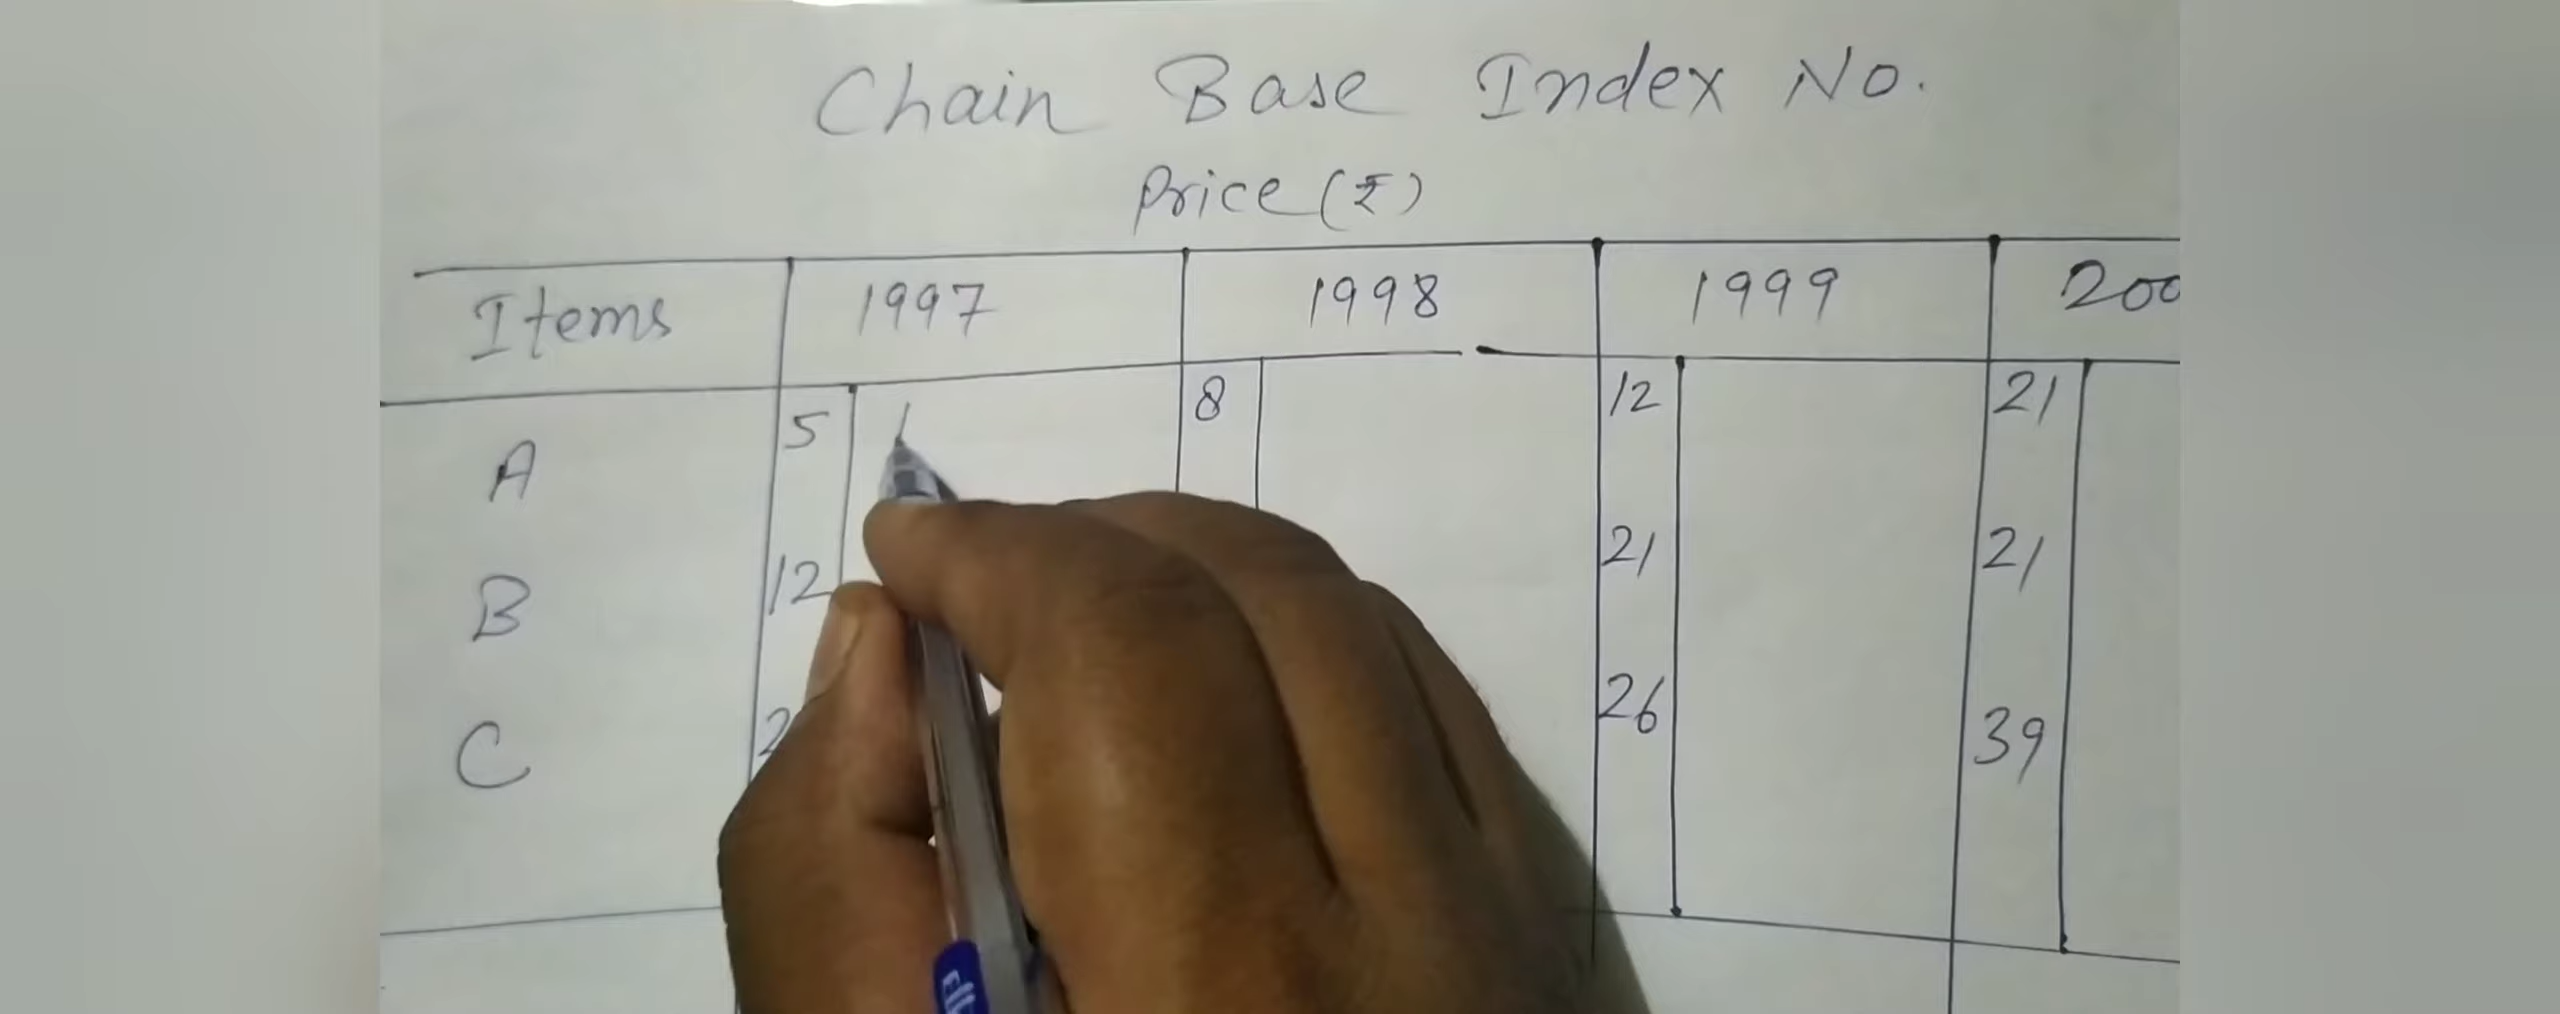 Chain Base Index No.
Price (₹)
Items 1997 1998 1999
A 5 8 12 21
B 12 21 21
C 26 39